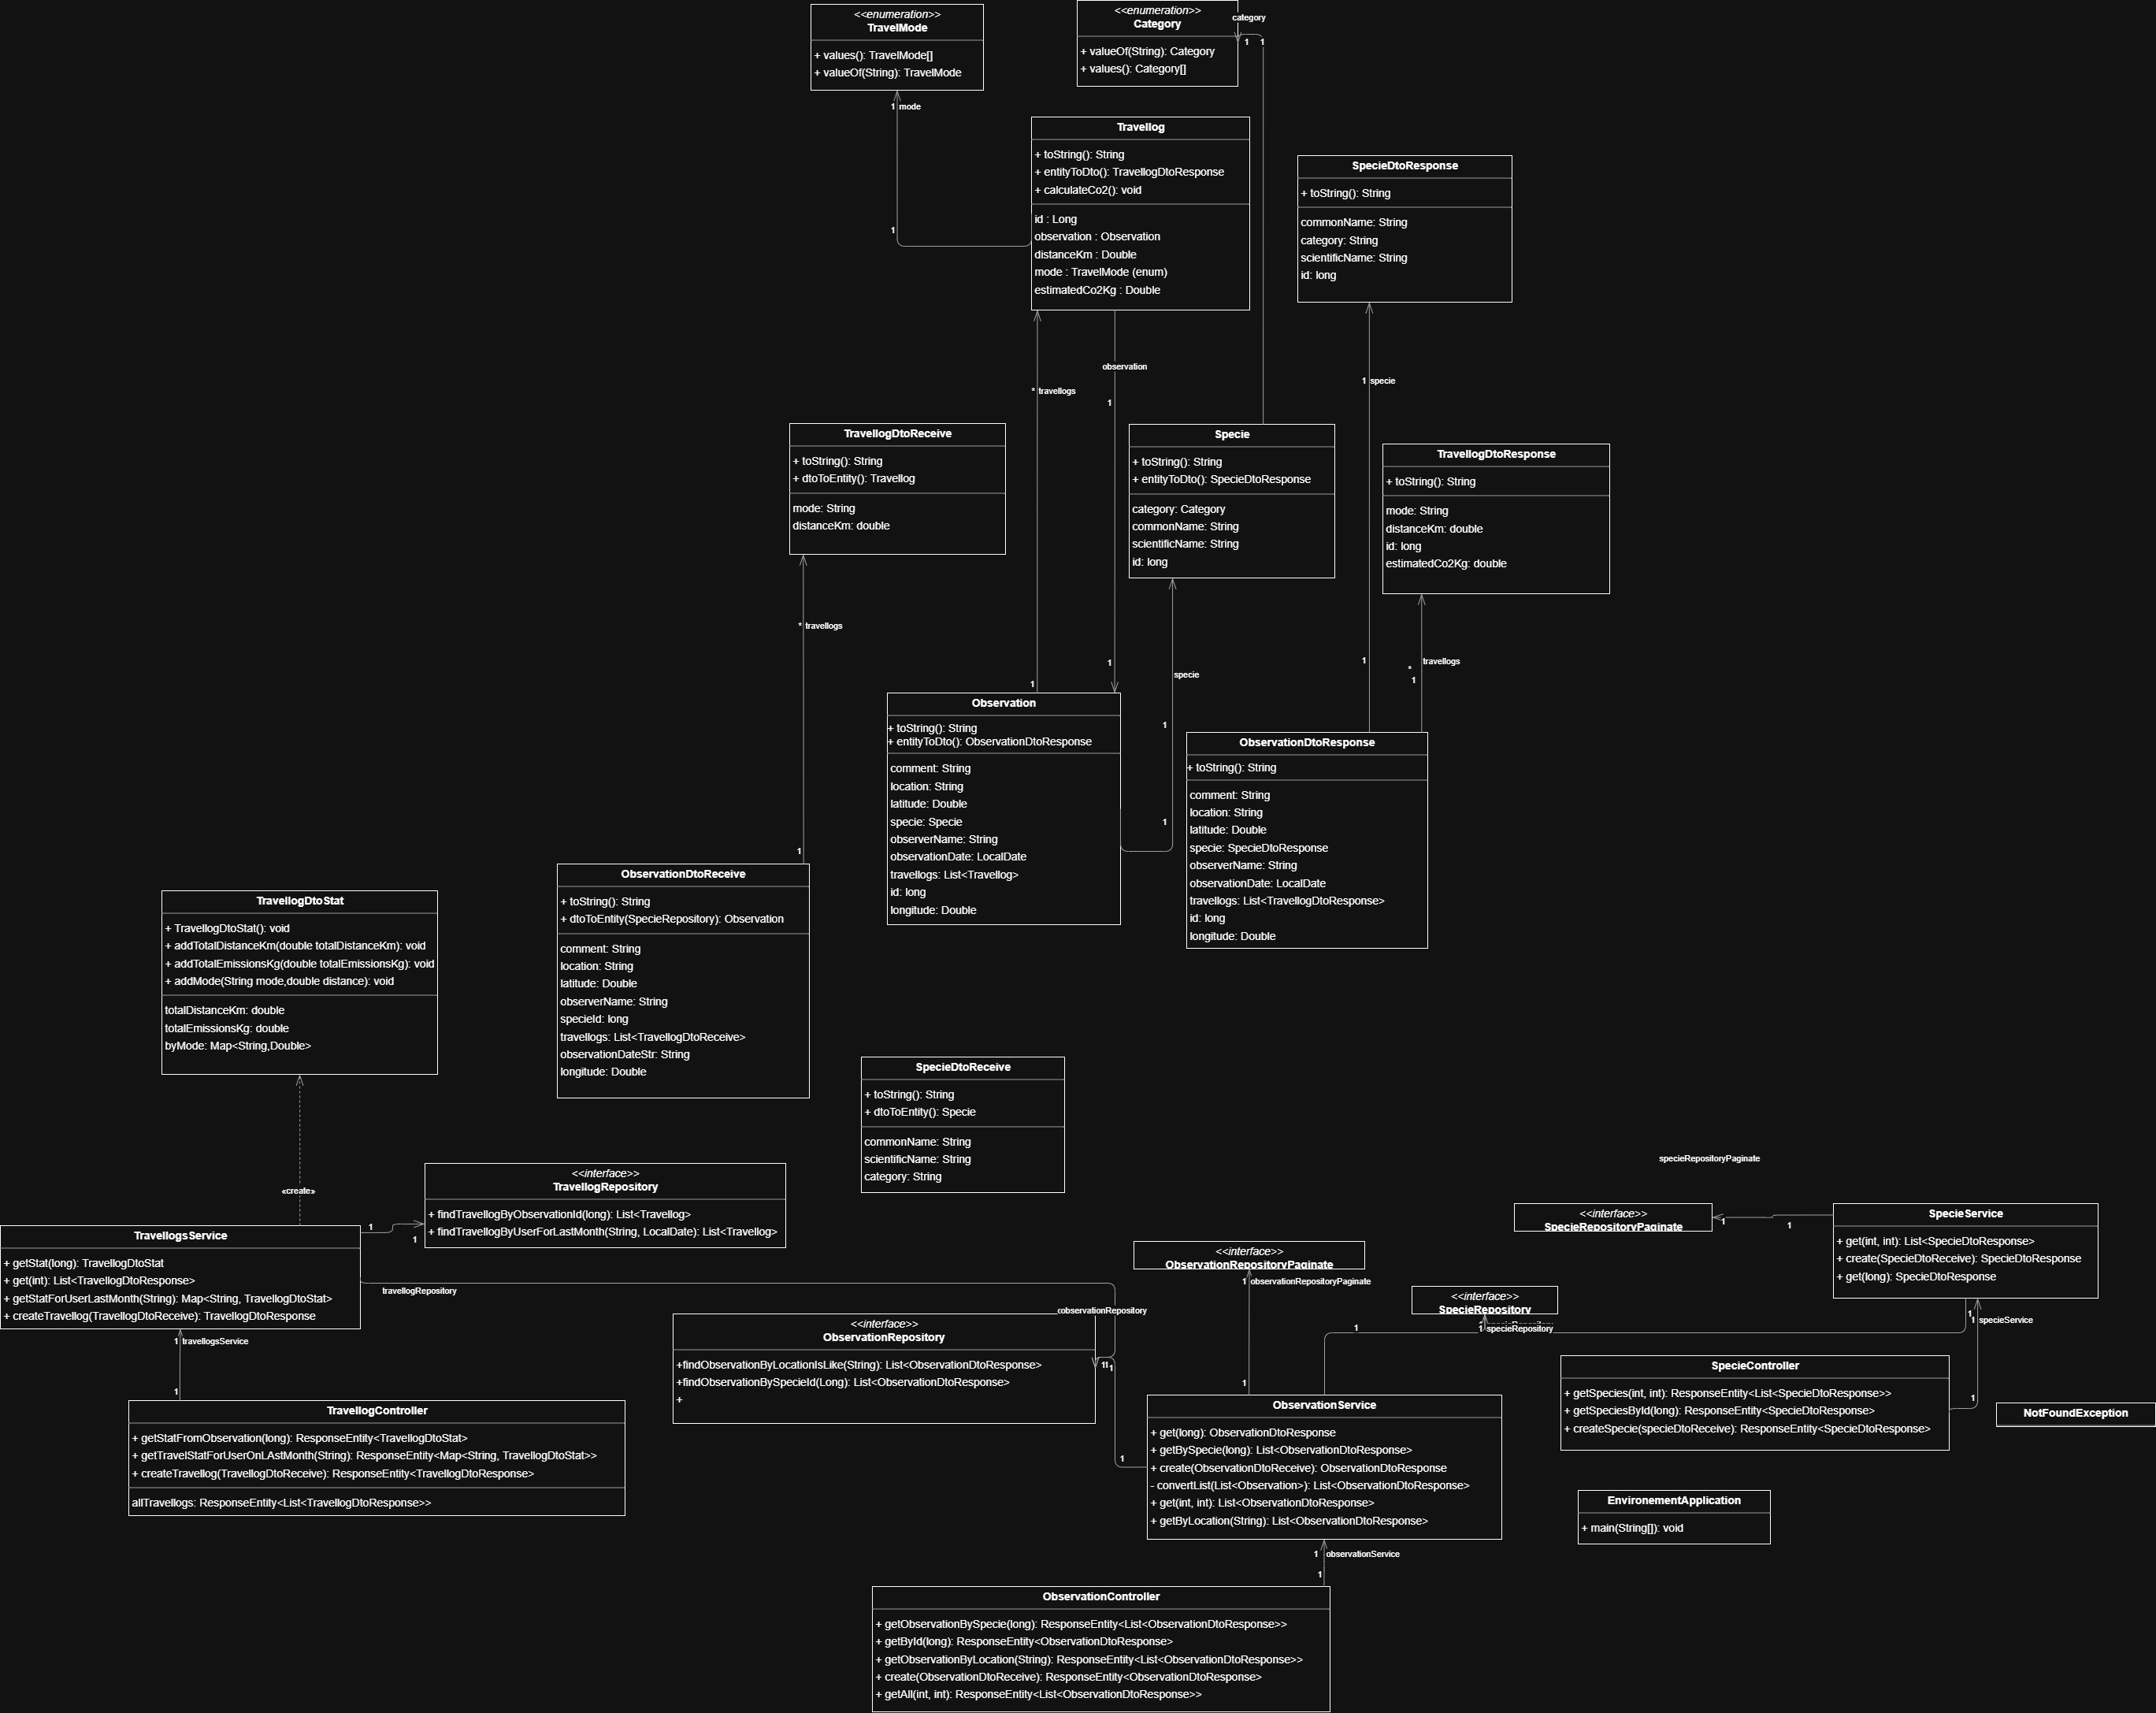 <<enumeration>>
TravelMode
+ values(): TravelMode[]
+ valueOf(String): TravelMode
<<enumeration>>
Category
+ valueOf(String): Category
+ values(): Category[]
category
1
1
1
mode
1
Travellog
+ toString(): String
+ entityToDto(): TravellogDtoResponse
+ calculateCo2(): void
id : Long
observation : Observation
distanceKm : Double
mode : TravelMode (enum)
estimatedCo2Kg : Double
SpecieDtoResponse
+ toString(): String
commonName: String
category: String
scientificName: String
id: long
observation
1
* travellogs
1 specie
TravellogDtoReceive
+ toString(): String
+ dtoToEntity(): Travellog
mode: String
distanceKm: double
Specie
+ toString(): String
+ entityToDto(): SpecieDtoResponse
category: Category
commonName: String
scientificName: String
id: long
TravellogDtoResponse
+ toString(): String
mode: String
distanceKm: double
id: long
estimatedCo2Kg: double
* travellogs
1
1
specie
1
1
1
travellogs
*
1
Observation
+ toString(): String
+ entityToDto(): ObservationDtoResponse
comment: String
location: String
latitude: Double
specie: Specie
observerName: String
observationDate: LocalDate
travellogs: List<Travellog>
id: long
longitude: Double
1
ObservationDtoResponse
+ toString(): String
comment: String
location: String
latitude: Double
specie: SpecieDtoResponse
observerName: String
observationDate: LocalDate
travellogs: List<TravellogDtoResponse>
id: long
longitude: Double
1
ObservationDtoReceive
+ toString(): String
+ dtoToEntity(SpecieRepository): Observation
comment: String
location: String
latitude: Double
observerName: String
specieId: long
travellogs: List<TravellogDtoReceive>
observationDateStr: String
longitude: Double
TravellogDtoStat
+ TravellogDtoStat(): void
+ addTotalDistanceKm(double totalDistanceKm): void
+ addTotalEmissionsKg(double totalEmissionsKg): void
+ addMode(String mode,double distance): void
totalDistanceKm: double
totalEmissionsKg: double
byMode: Map<String,Double>
SpecieDtoReceive
+ toString(): String
+ dtoToEntity(): Specie
commonName: String
scientificName: String
category: String
«create»
<<interface>>
TravellogRepository
+ findTravellogByObservationId(long): List<Travellog>
+ findTravellogByUserForLastMonth(String, LocalDate): List<Travellog>
1
1
TravellogsService
+ getStat(long): TravellogDtoStat
+ get(int): List<TravellogDtoResponse>
+ getStatForUserLastMonth(String): Map<String, TravellogDtoStat>
+ createTravellog(TravellogDtoReceive): TravellogDtoResponse
travellogRepository
specieRepositoryPaginate
<<interface>>
SpecieRepositoryPaginate
1
1
SpecieService
+ get(int, int): List<SpecieDtoResponse>
+ create(SpecieDtoReceive): SpecieDtoResponse
+ get(long): SpecieDtoResponse
<<interface>>
ObservationRepositoryPaginate
1 observationRepositoryPaginate
<<interface>>
SpecieRepository
1
1 specieRepository
1
1 specieService
observationRepository
<<interface>>
ObservationRepository
+findObservationByLocationIsLike(String): List<ObservationDtoResponse>
+findObservationBySpecieId(Long): List<ObservationDtoResponse>
+
1
1
1 travellogsService
1
TravellogController
+ getStatFromObservation(long): ResponseEntity<TravellogDtoStat>
+ getTravelStatForUserOnLAstMonth(String): ResponseEntity<Map<String, TravellogDtoStat>>
+ createTravellog(TravellogDtoReceive): ResponseEntity<TravellogDtoResponse>
allTravellogs: ResponseEntity<List<TravellogDtoResponse>>
1
1
ObservationService
+ get(long): ObservationDtoResponse
+ getBySpecie(long): List<ObservationDtoResponse>
+ create(ObservationDtoReceive): ObservationDtoResponse
- convertList(List<Observation>): List<ObservationDtoResponse>
+ get(int, int): List<ObservationDtoResponse>
+ getByLocation(String): List<ObservationDtoResponse>
SpecieController
+ getSpecies(int, int): ResponseEntity<List<SpecieDtoResponse>>
+ getSpeciesById(long): ResponseEntity<SpecieDtoResponse>
+ createSpecie(specieDtoReceive): ResponseEntity<SpecieDtoResponse>
1
NotFoundException
EnvironementApplication
+ main(String[]): void
1 observationService
1
ObservationController
+ getObservationBySpecie(long): ResponseEntity<List<ObservationDtoResponse>>
+ getById(long): ResponseEntity<ObservationDtoResponse>
+ getObservationByLocation(String): ResponseEntity<List<ObservationDtoResponse>>
+ create(ObservationDtoReceive): ResponseEntity<ObservationDtoResponse>
+ getAll(int, int): ResponseEntity<List<ObservationDtoResponse>>